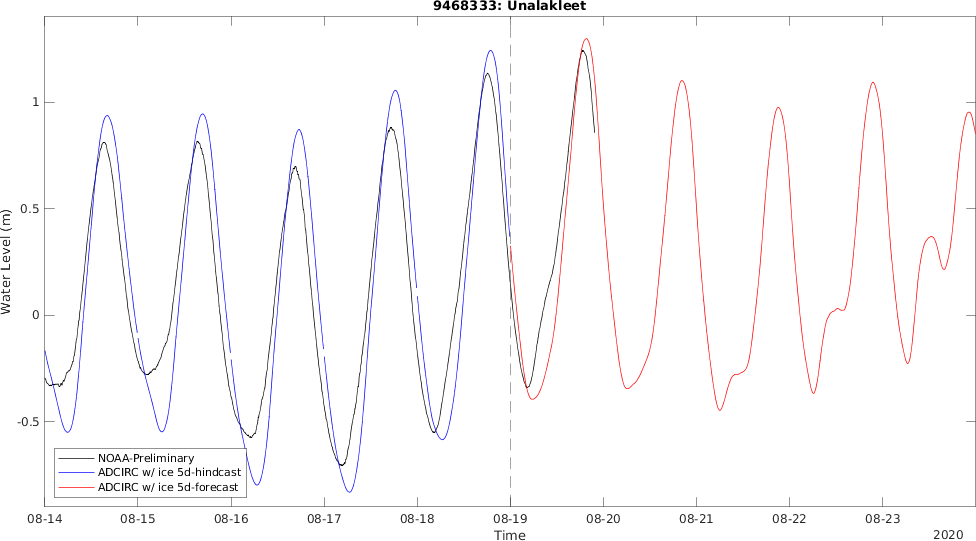 9468333: Unalakleet
Water Level (m)
1
0.5
0
-0.5
NOAA-Preliminary
ADCIRC w/ ice 5d-hindcast
ADCIRC w/ ice 5d-forecast
08-14 08-15 08-16 08-17 08-18 08-19 08-20 08-21 08-22 08-23
Time
2020